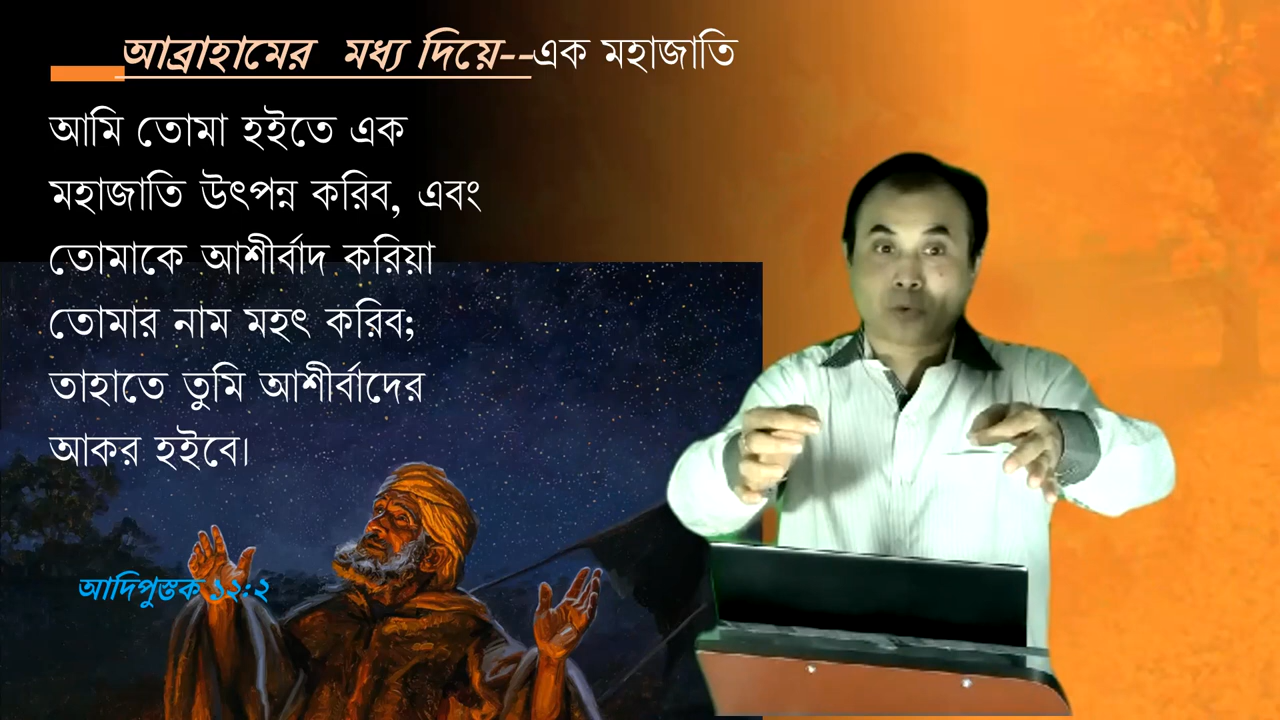 আব্রাহামের মধ্য দিয়ে--এক মহাজাতি
আমি তোমা হইতে এক
মহাজাতি উৎপন্ন করিব, এবং
তোমাকে আশীর্বাদ করিয়া
তোমার নাম মহৎ করিব;
তাহাতে তুমি আশীর্বাদের
আকর হইবে।
আদিপুস্তক ১২:২